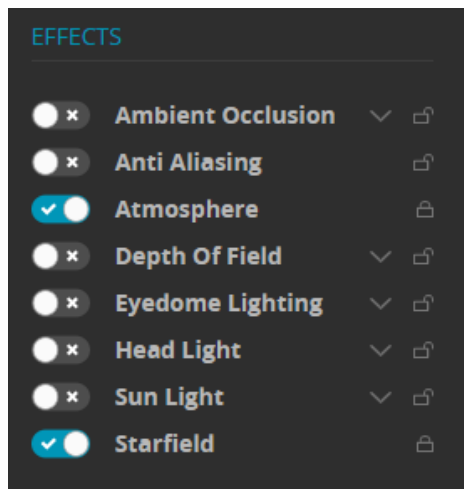 EFFECTS
Ambient Occlusion
Anti Aliasing
Atmosphere
Depth Of Field
Eyedome Lighting
Head Light
Sun Light
Starfield